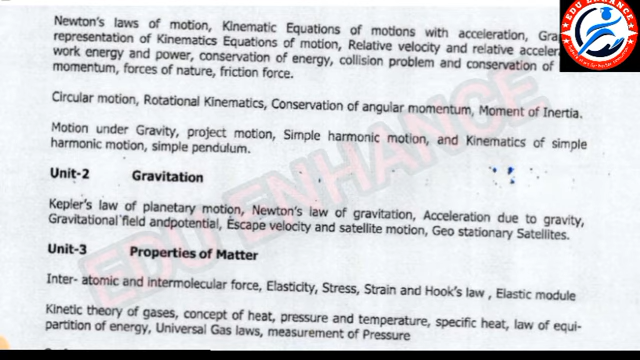 EDU ENHANCE
Newton's laws of motion, Kinematic Equations of motions with acceleration,
representation of Kinematics Equations of motion, Relative velocity and relative
work energy and power, conservation of energy, collision problem and conservation of
momentum, forces of nature, friction force.
Circular motion, Rotational Kinematics, Conservation of angular momentum, Moment of Inertia.
Motion under Gravity, project motion, Simple harmonic motion, and Kinematics of simple
harmonic motion, simple pendulum.
Unit-2 Gravitation
Kepler's law of planetary motion, Newton's law of gravitation, Acceleration due to gravity,
Gravitational field andpotential, Escape velocity and satellite motion, Geo stationary Satellites.
Unit-3 Properties of Matter
Inter- atomic and intermolecular force, Elasticity, Stress, Strain and Hook's law , Elastic module
Kinetic theory of gases, concept of heat, pressure and temperature, specific heat, law of equi-
partition of energy, Universal Gas laws, measurement of Pressure
EDU ENHANCE